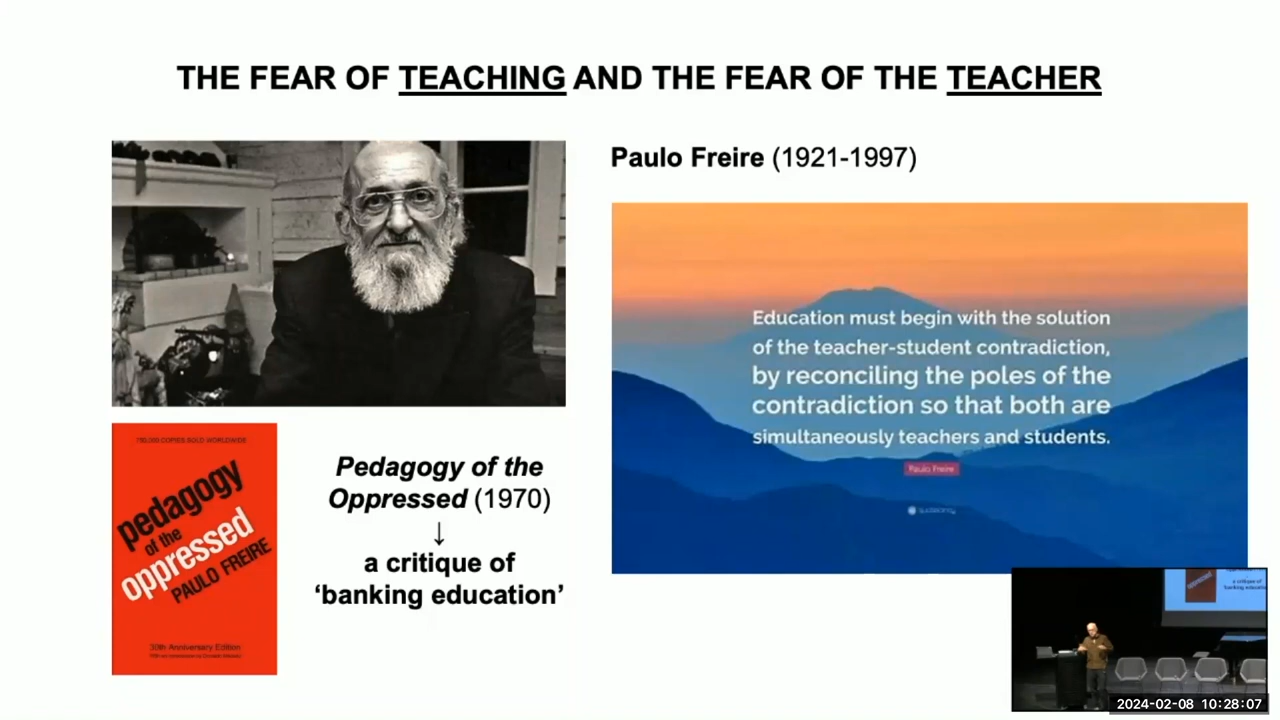 THE FEAR OF TEACHING AND THE FEAR OF THE TEACHER
Paulo Freire (1921-1997)
Education must begin with the solution
of the teacher-student contradiction,
by reconciling the poles of the
contradiction so that both are
simultaneously teachers and students.
Paulo Freire
pedagogy
of the
oppressed
PAULO FREIRE
30th Anniversary Edition
Pedagogy of the
Oppressed (1970)
↓
a critique of
‘banking education’
a critique of
2024-02-08 10:28:07